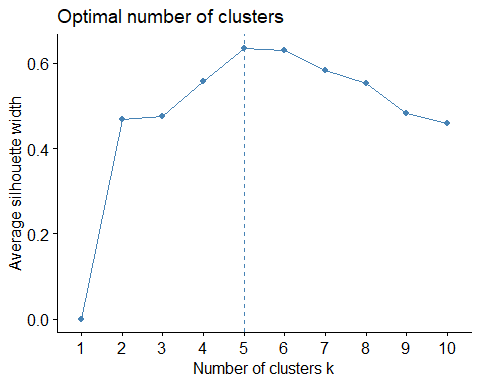 Optimal number of clusters
Average silhouette width
0.6
0.4
0.2
0.0
1 2 3 4 5 6 7 8 9 10
Number of clusters k